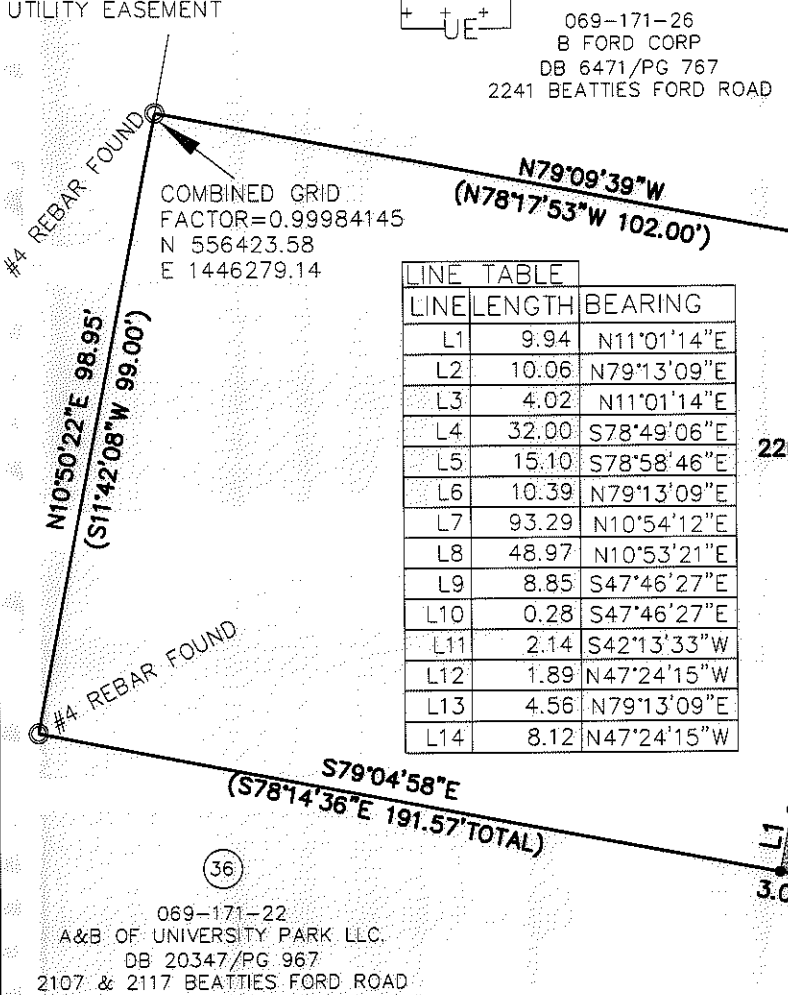 UTILITY EASEMENT
+ + +
UE
069-171-26
B FORD CORP
DB 6471/PG 767
2241 BEATTIES FORD ROAD
#4 REBAR FOUND
COMBINED GRID
FACTOR=0.99984145
N 556423.58
E 1446279.14
N79°09'39"W
(N78°17'53"W 102.00')
N10°50'22"E 98.95'
(S11°42'08"W 99.00')
LINE TABLE
LINE LENGTH BEARING
L1 9.94 N11°01'14"E
L2 10.06 N79°13'09"E
L3 4.02 N11°01'14"E
L4 32.00 S78°49'06"E
L5 15.10 S78°58'46"E
L6 10.39 N79°13'09"E
L7 93.29 N10°54'12"E
L8 48.97 N10°53'21"E
L9 8.85 S47°46'27"E
L10 0.28 S47°46'27"E
L11 2.14 S42°13'33"W
L12 1.89 N47°24'15"W
L13 4.56 N79°13'09"E
L14 8.12 N47°24'15"W
22
#4 REBAR FOUND
S79°04'58"E
(S78°14'36"E 191.57'TOTAL)
L1
3.0
36
069-171-22
A&B OF UNIVERSITY PARK LLC.
DB 20347/PG 967
2107 & 2117 BEATTIES FORD ROAD